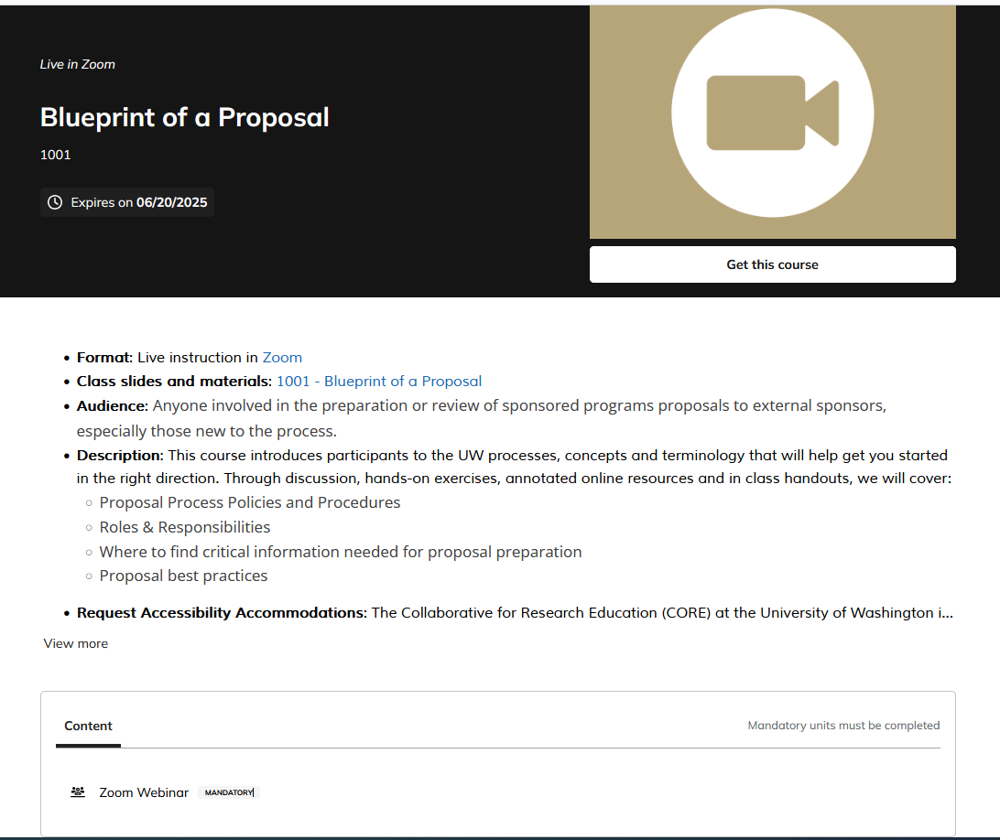 Live in Zoom
Blueprint of a Proposal
1001
Expires on 06/20/2025
Get this course
Format: Live instruction in Zoom
Class slides and materials: 1001 - Blueprint of a Proposal
Audience: Anyone involved in the preparation or review of sponsored programs proposals to external sponsors,
especially those new to the process.
Description: This course introduces participants to the UW processes, concepts and terminology that will help get you started
in the right direction. Through discussion, hands-on exercises, annotated online resources and in class handouts, we will cover:
Proposal Process Policies and Procedures
Roles & Responsibilities
Where to find critical information needed for proposal preparation
Proposal best practices
Request Accessibility Accommodations: The Collaborative for Research Education (CORE) at the University of Washington i...
View more
Content
Mandatory units must be completed
Zoom Webinar MANDATORY